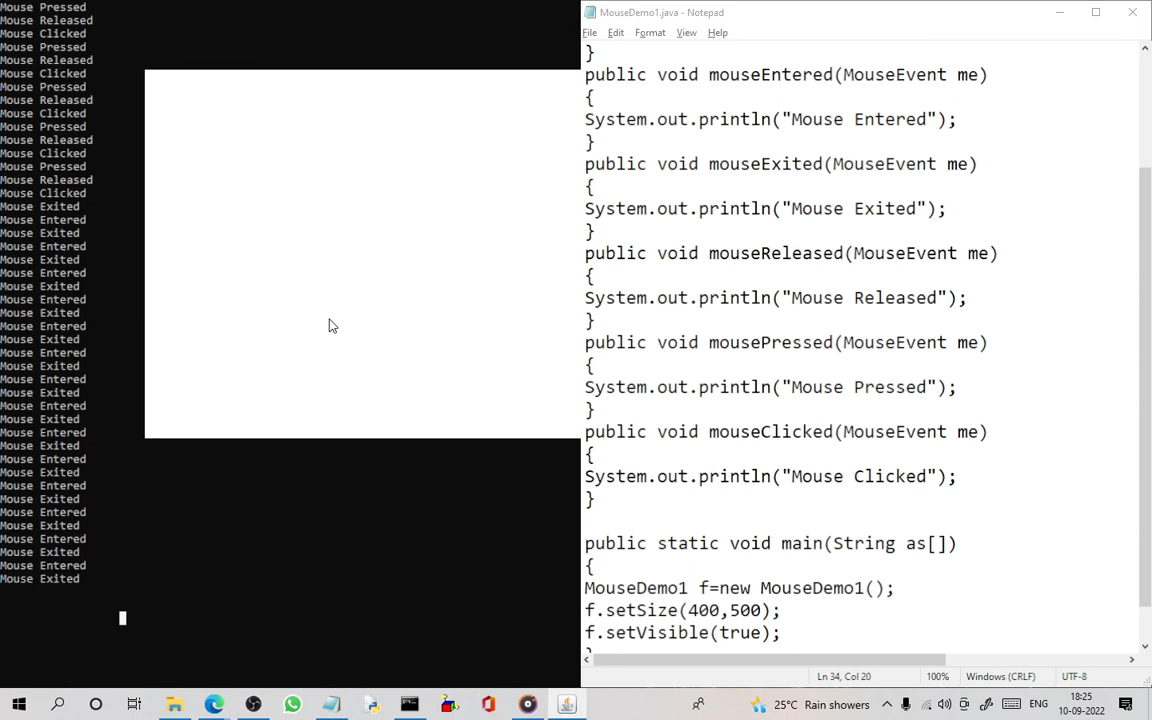 Mouse Pressed
Mouse Released
Mouse Clicked
Mouse Pressed
Mouse Released
Mouse Clicked
Mouse Pressed
Mouse Released
Mouse Clicked
Mouse Pressed
Mouse Released
Mouse Clicked
Mouse Pressed
Mouse Released
Mouse Clicked
Mouse Exited
Mouse Entered
Mouse Exited
Mouse Entered
Mouse Exited
Mouse Entered
Mouse Exited
Mouse Entered
Mouse Exited
Mouse Entered
Mouse Exited
Mouse Entered
Mouse Exited
Mouse Entered
Mouse Exited
Mouse Entered
Mouse Exited
Mouse Entered
Mouse Exited
Mouse Entered
Mouse Exited
Mouse Entered
Mouse Exited
Mouse Entered
Mouse Exited
Mouse Entered
Mouse Exited
Mouse Entered
Mouse Exited
MouseDemo1.java - Notepad
File Edit Format View Help
}
public void mouseEntered(MouseEvent me)
{
System.out.println("Mouse Entered");
}
public void mouseExited(MouseEvent me)
{
System.out.println("Mouse Exited");
}
public void mouseReleased(MouseEvent me)
{
System.out.println("Mouse Released");
}
public void mousePressed(MouseEvent me)
{
System.out.println("Mouse Pressed");
}
public void mouseClicked(MouseEvent me)
{
System.out.println("Mouse Clicked");
}
public static void main(String as[])
{
MouseDemo1 f=new MouseDemo1();
f.setSize(400,500);
f.setVisible(true);
}
Ln 34, Col 20 100% Windows (CRLF) UTF-8
25°C Rain showers ENG 18:25 10-09-2022